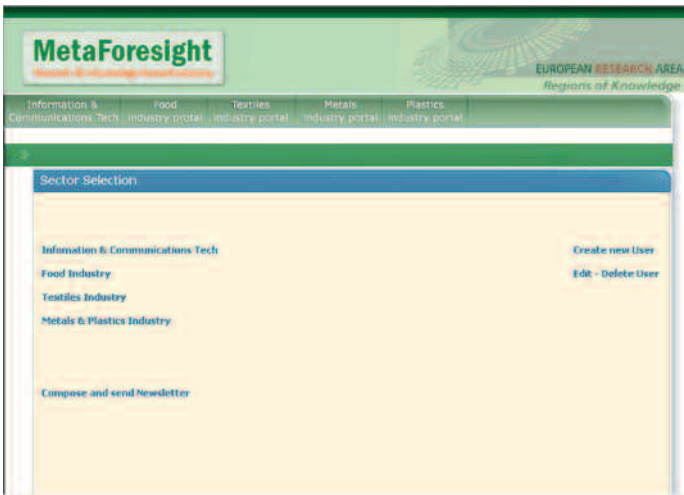 MetaForesight
EUROPEAN RESEARCH AREA
Regions of Knowledge
Information & Communications Tech
Food industry protal
Textiles industry portal
Metals industry portal
Plastics industry portal
Sector Selection
Infomation & Communications Tech
Create new User
Food Industry
Edit - Delete User
Textiles Industry
Metals & Plastics Industry
Compose and send Newsletter